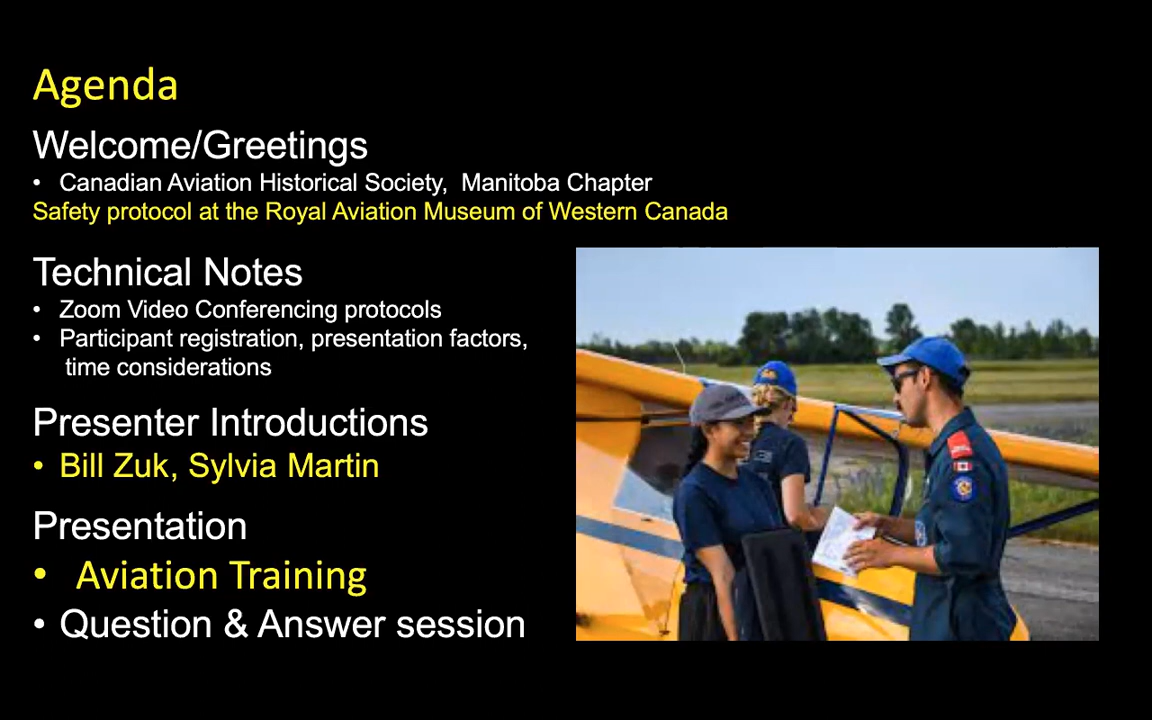 Agenda
Welcome/Greetings
• Canadian Aviation Historical Society,  Manitoba Chapter
Safety protocol at the Royal Aviation Museum of Western Canada
Technical Notes
• Zoom Video Conferencing protocols
• Participant registration, presentation factors,
time considerations
Presenter Introductions
• Bill Zuk, Sylvia Martin
Presentation
• Aviation Training
• Question & Answer session